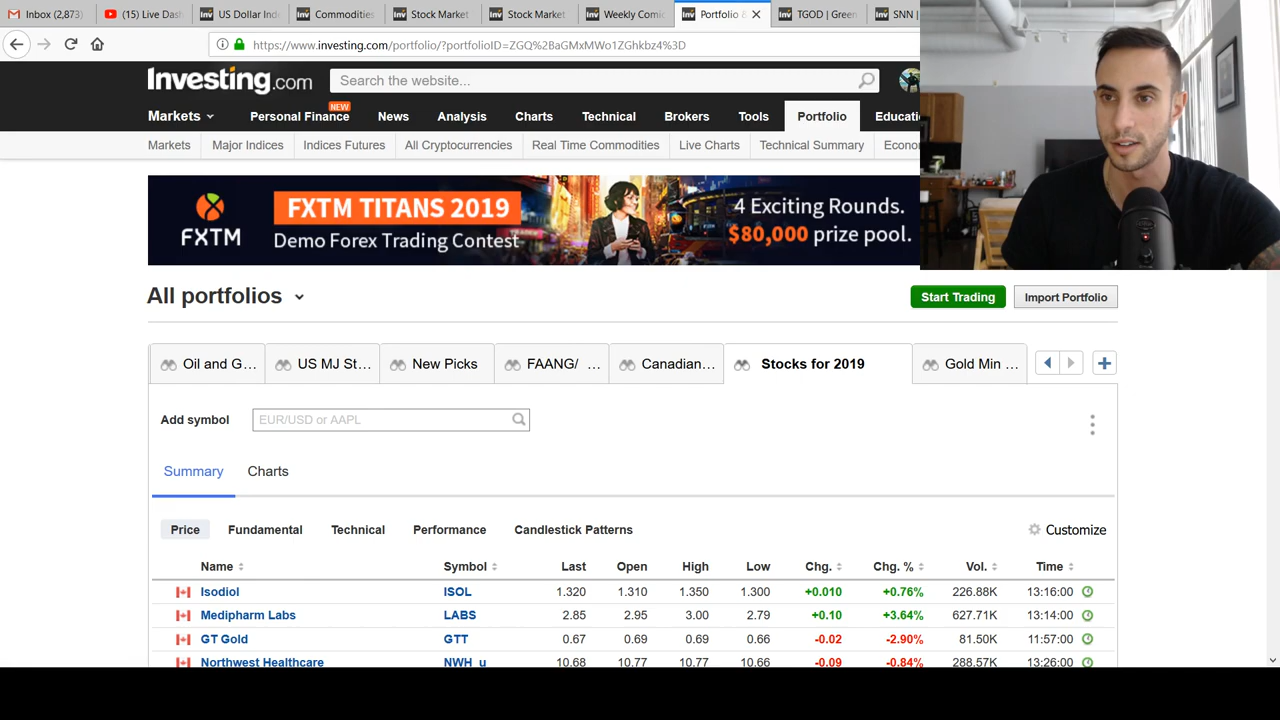 Inbox (2,873)
(15) Live Dash
US Dollar Ind
Commodities
Stock Market
Stock Market
Weekly Comic
Portfolio &
TGOD | Green
SNN |
https://www.investing.com/portfolio/?portfolioID=ZGQ%2BaGMxMWo1ZGhkbz4%3D
Investing.com
Search the website...
NEW
Markets
Personal Finance
News
Analysis
Charts
Technical
Brokers
Tools
Portfolio
Educati
Markets
Major Indices
Indices Futures
All Cryptocurrencies
Real Time Commodities
Live Charts
Technical Summary
Econo
FXTM
FXTM TITANS 2019
Demo Forex Trading Contest
4 Exciting Rounds.
$80,000 prize pool.
All portfolios
Start Trading
Import Portfolio
Oil and G...
US MJ St...
New Picks
FAANG/ ...
Canadian...
Stocks for 2019
Gold Min ...
Add symbol
EUR/USD or AAPL
Summary
Charts
Price
Fundamental
Technical
Performance
Candlestick Patterns
Customize
Name Symbol Last Open High Low Chg. Chg. % Vol. Time
Isodiol ISOL 1.320 1.310 1.350 1.300 +0.010 +0.76% 226.88K 13:16:00
Medipharm Labs LABS 2.85 2.95 3.00 2.79 +0.10 +3.64% 627.71K 13:14:00
GT Gold GTT 0.67 0.69 0.69 0.66 -0.02 -2.90% 81.50K 11:57:00
Northwest Healthcare NWH_u 10.68 10.77 10.77 10.66 -0.09 -0.84% 288.57K 13:26:00